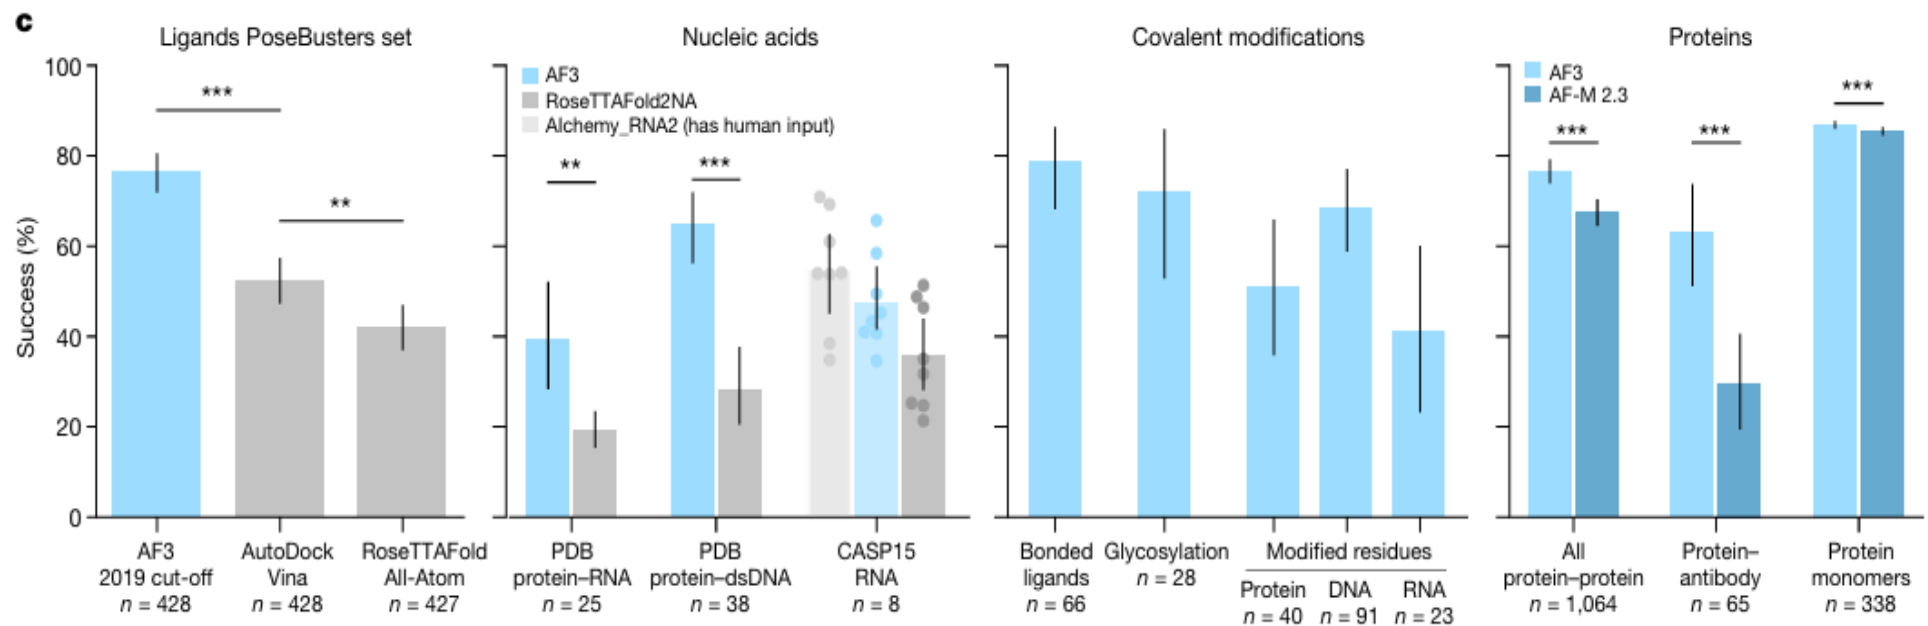 c
Ligands PoseBusters set
Nucleic acids
Covalent modifications
Proteins
Success (%)
100
80
60
40
20
0
***
**
AF3
2019 cut-off
n = 428
AutoDock
Vina
n = 428
RoseTTAFold
All-Atom
n = 427
AF3
RoseTTAFold2NA
Alchemy_RNA2 (has human input)
**
***
PDB
protein–RNA
n = 25
PDB
protein–dsDNA
n = 38
CASP15
RNA
n = 8
Bonded
ligands
n = 66
Glycosylation
n = 28
Modified residues
Protein
n = 40
DNA
n = 91
RNA
n = 23
AF3
AF-M 2.3
***
***
***
All
protein–protein
n = 1,064
Protein–
antibody
n = 65
Protein
monomers
n = 338